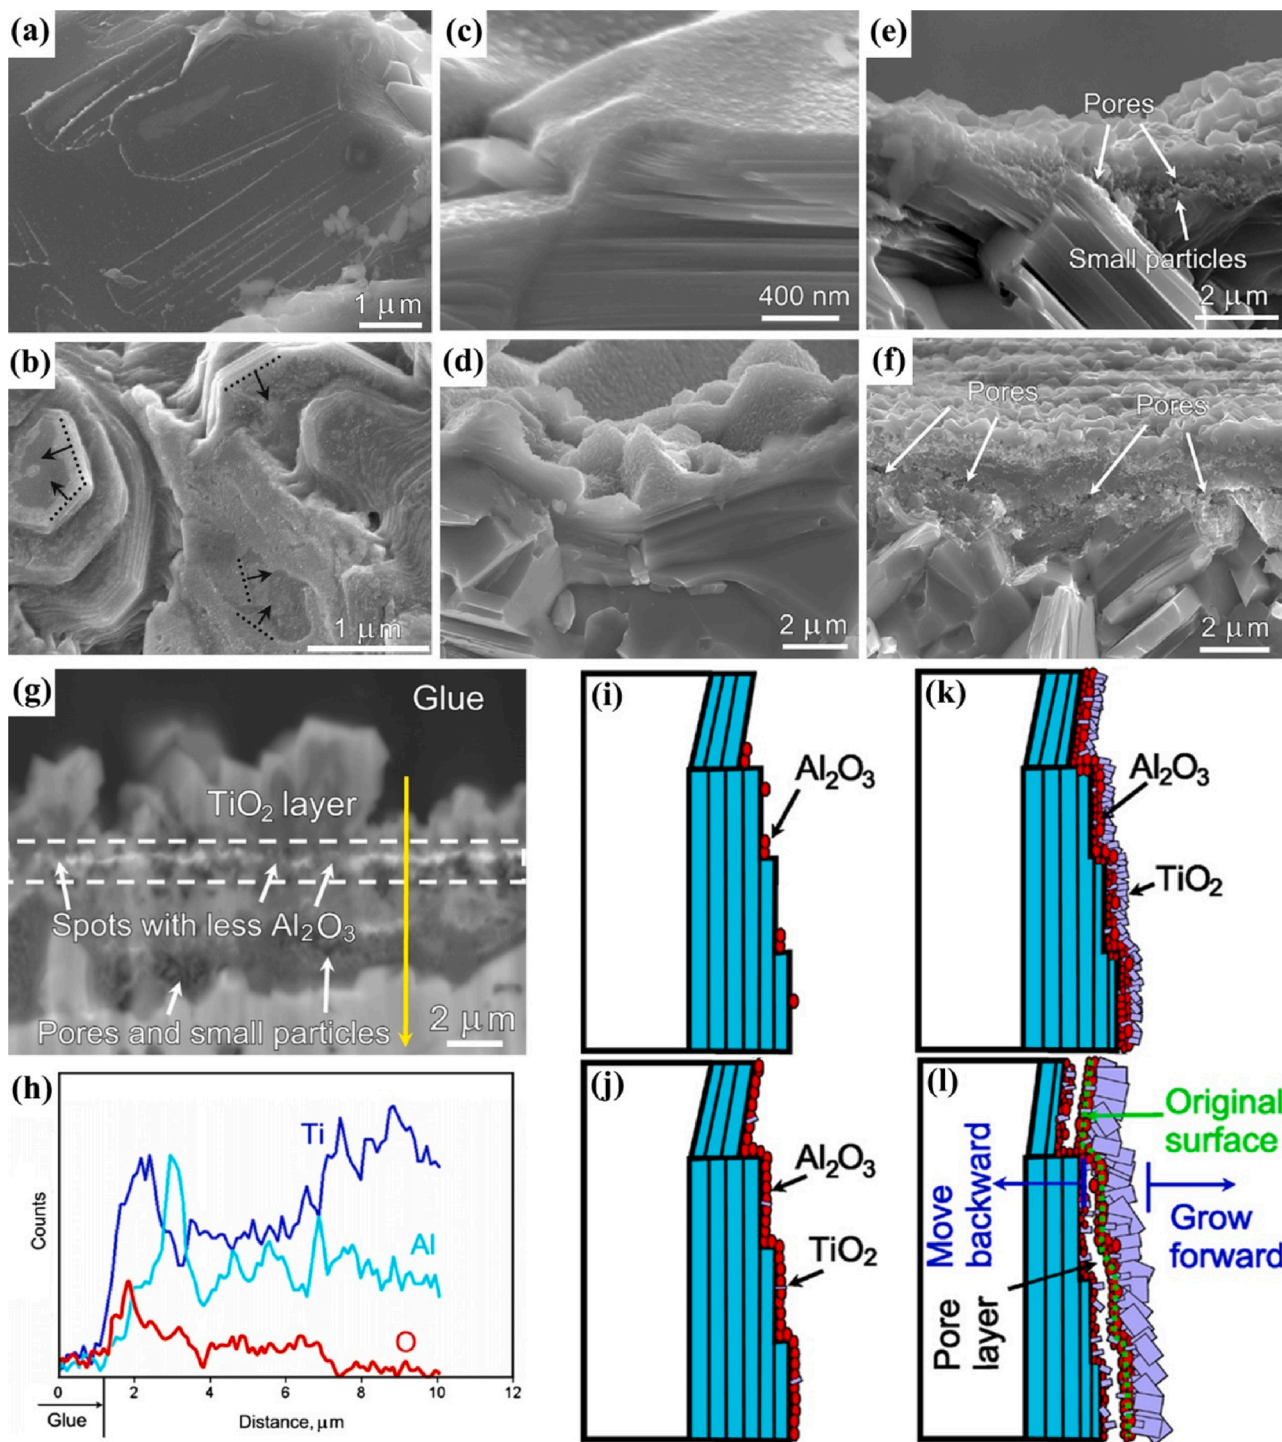 (a)
1 μm
(c)
400 nm
(e)
Pores
Small particles
2 μm
(b)
1 μm
(d)
2 μm
(f)
Pores
Pores
2 μm
(g)
Glue
TiO₂ layer
Spots with less Al₂O₃
Pores and small particles
2 μm
(h)
Ti
Al
O
Counts
0 2 4 6 8 10 12
Glue
Distance, μm
(i)
Al₂O₃
(k)
Al₂O₃
TiO₂
(j)
Al₂O₃
TiO₂
(l)
Original
surface
Move
backward
Grow
forward
Pore
layer